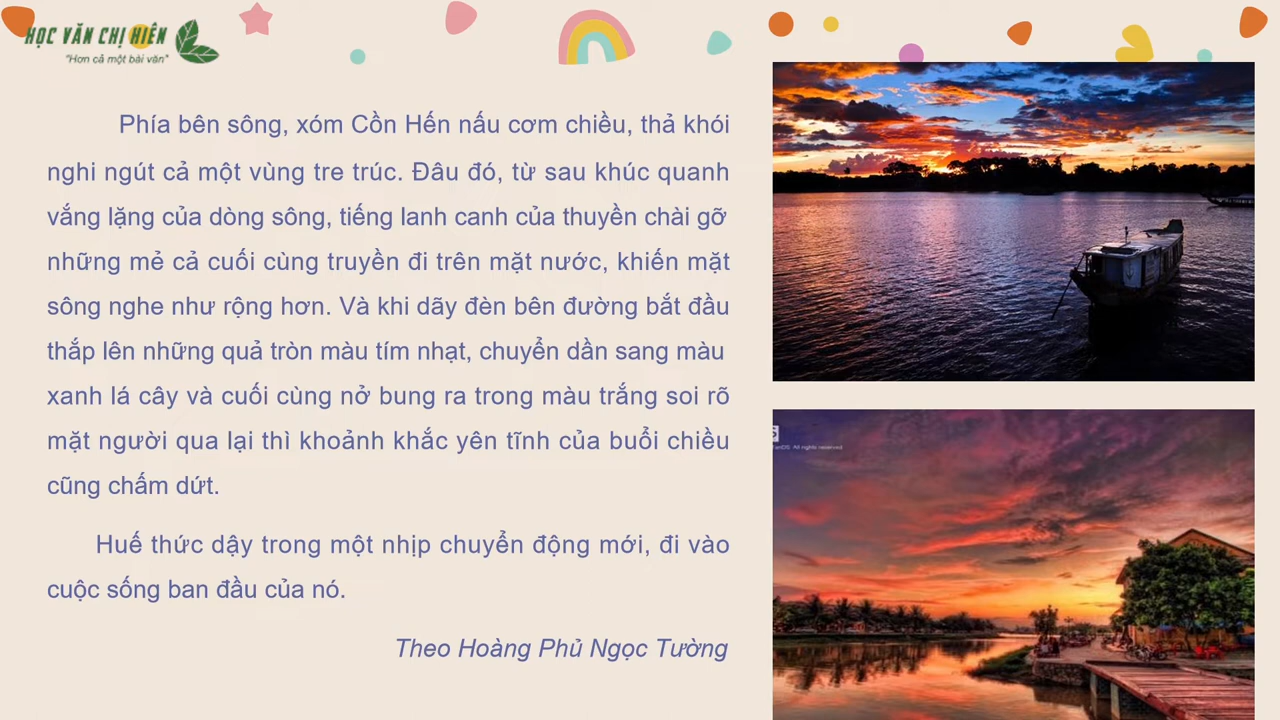 HỌC VĂN CHỊ HIÊN
"Hơn cả một bài văn"
Phía bên sông, xóm Cồn Hến nấu cơm chiều, thả khói
nghi ngút cả một vùng tre trúc. Đâu đó, từ sau khúc quanh
vắng lặng của dòng sông, tiếng lanh canh của thuyền chài gỡ
những mẻ cả cuối cùng truyền đi trên mặt nước, khiến mặt
sông nghe như rộng hơn. Và khi dãy đèn bên đường bắt đầu
thắp lên những quả tròn màu tím nhạt, chuyển dần sang màu
xanh lá cây và cuối cùng nở bung ra trong màu trắng soi rõ
mặt người qua lại thì khoảnh khắc yên tĩnh của buổi chiều
cũng chấm dứt.
Huế thức dậy trong một nhịp chuyển động mới, đi vào
cuộc sống ban đầu của nó.
Theo Hoàng Phủ Ngọc Tường
All rights reserved